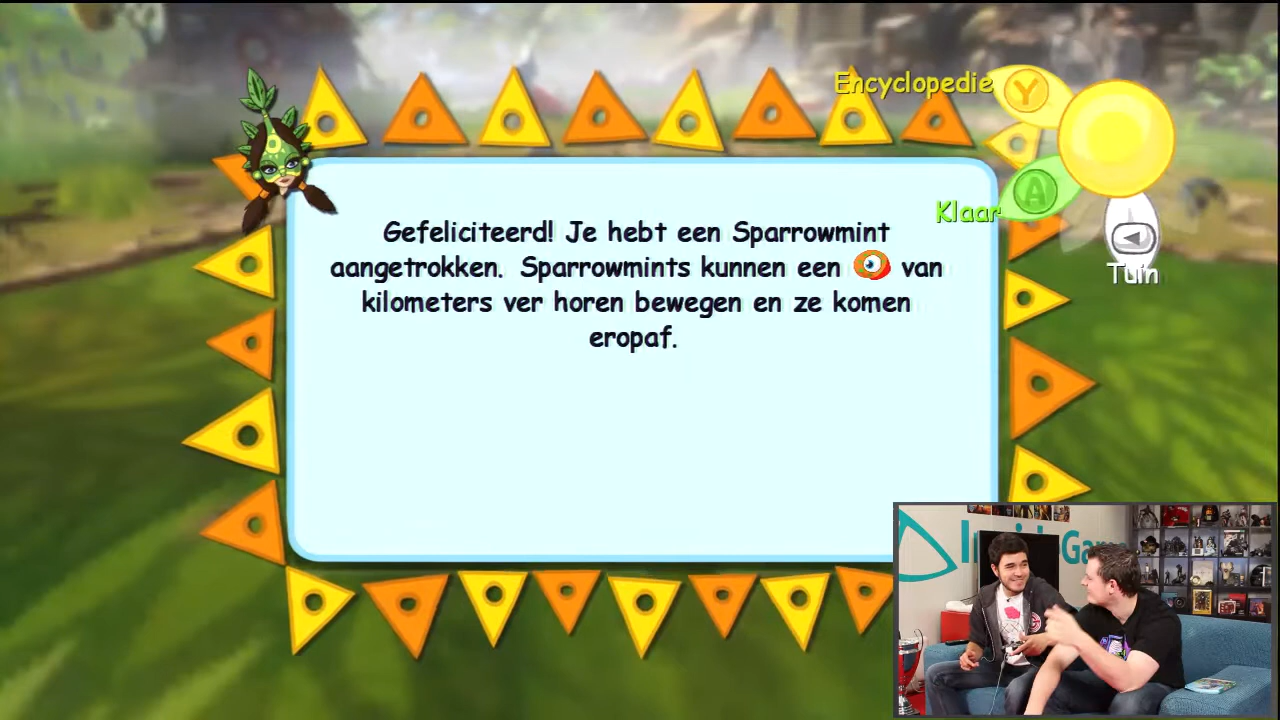 Encyclopedie Y
A
Klaar
Tuin
Gefeliciteerd! Je hebt een Sparrowmint
aangetrokken. Sparrowmints kunnen een van
kilometers ver horen bewegen en ze komen
eropaf.